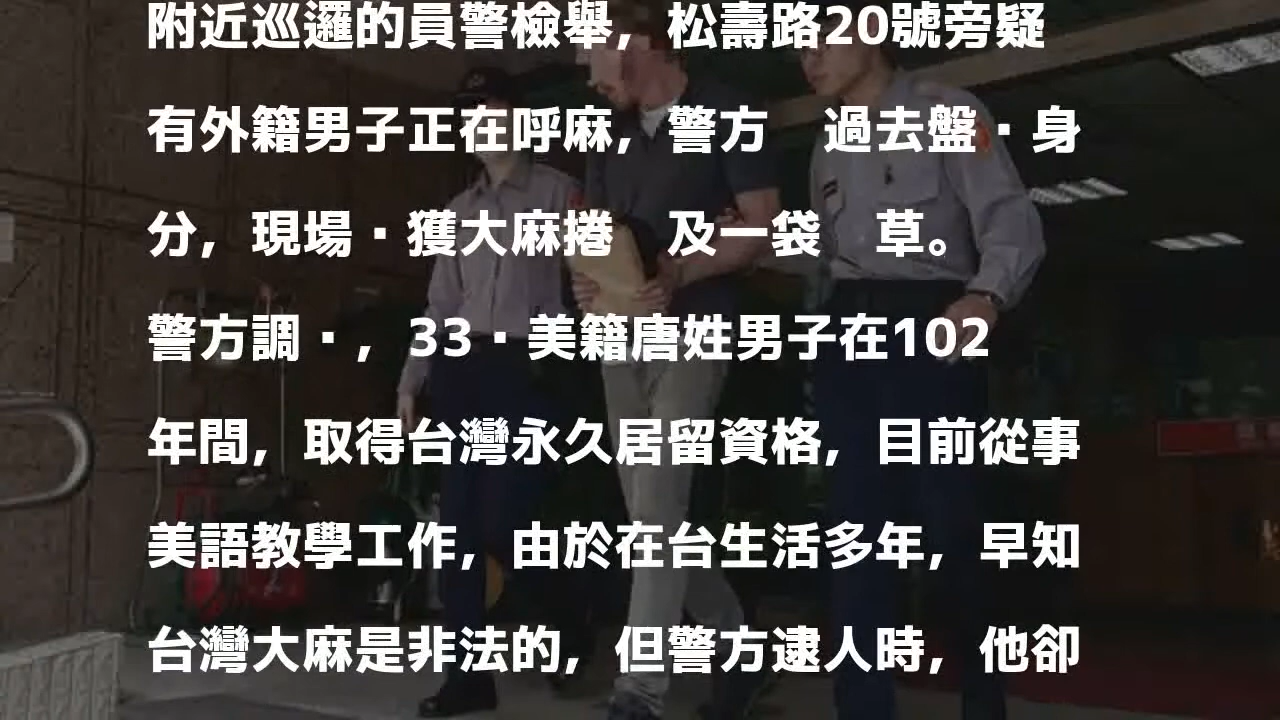 附近巡邏的員警檢舉，松壽路20號旁疑
有外籍男子正在呼麻，警方　過去盤▪身
分，現場▪獲大麻捲　及一袋　草。
警方調▪，33▪美籍唐姓男子在102
年間，取得台灣永久居留資格，目前從事
美語教學工作，由於在台生活多年，早知
台灣大麻是非法的，但警方逮人時，他卻